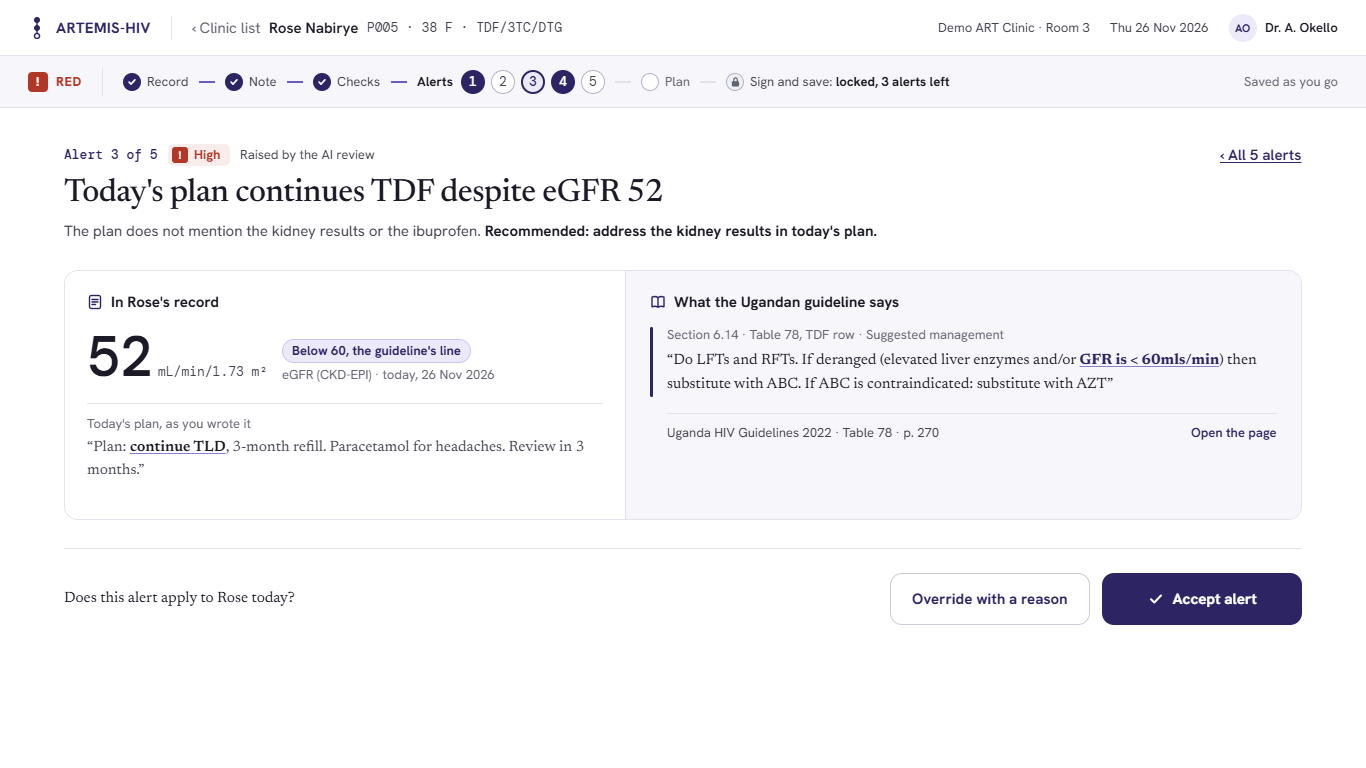 ARTEMIS-HIV
‹ Clinic list Rose Nabirye P005 · 38 F · TDF/3TC/DTG
Demo ART Clinic · Room 3 Thu 26 Nov 2026 AO Dr. A. Okello
! RED Record Note Checks Alerts 1 2 3 4 5 Plan Sign and save: locked, 3 alerts left Saved as you go
Alert 3 of 5 ! High Raised by the AI review ‹ All 5 alerts
Today's plan continues TDF despite eGFR 52
The plan does not mention the kidney results or the ibuprofen. Recommended: address the kidney results in today's plan.
In Rose's record
52 mL/min/1.73 m²
Below 60, the guideline's line
eGFR (CKD-EPI) · today, 26 Nov 2026
Today's plan, as you wrote it
“Plan: continue TLD, 3-month refill. Paracetamol for headaches. Review in 3
months.”
What the Ugandan guideline says
Section 6.14 · Table 78, TDF row · Suggested management
“Do LFTs and RFTs. If deranged (elevated liver enzymes and/or GFR is < 60mls/min) then
substitute with ABC. If ABC is contraindicated: substitute with AZT”
Uganda HIV Guidelines 2022 · Table 78 · p. 270 Open the page
Does this alert apply to Rose today?
Override with a reason
Accept alert